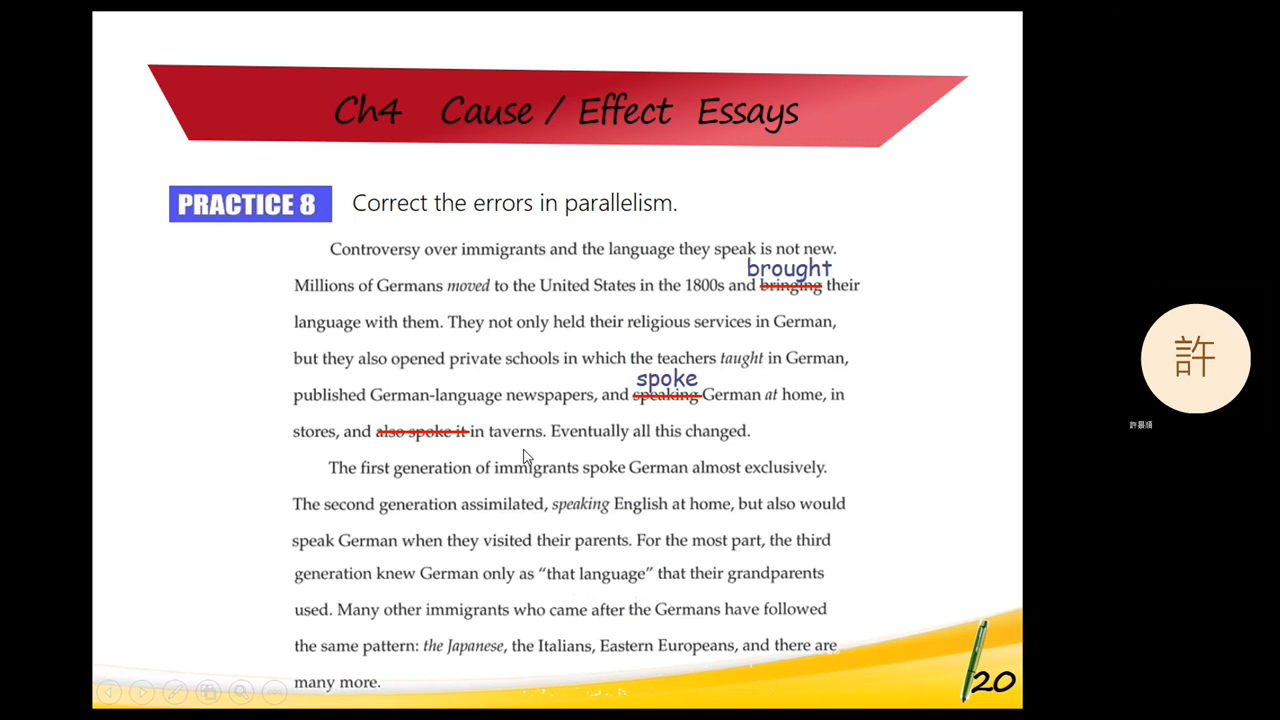 Ch4 Cause / Effect Essays
PRACTICE 8 Correct the errors in parallelism.
Controversy over immigrants and the language they speak is not new.
brought
Millions of Germans moved to the United States in the 1800s and bringing their
language with them. They not only held their religious services in German,
but they also opened private schools in which the teachers taught in German,
spoke
published German-language newspapers, and speaking German at home, in
stores, and also spoke it in taverns. Eventually all this changed.
The first generation of immigrants spoke German almost exclusively.
The second generation assimilated, speaking English at home, but also would
speak German when they visited their parents. For the most part, the third
generation knew German only as “that language” that their grandparents
used. Many other immigrants who came after the Germans have followed
the same pattern: the Japanese, the Italians, Eastern Europeans, and there are
many more.
20
許
許景順